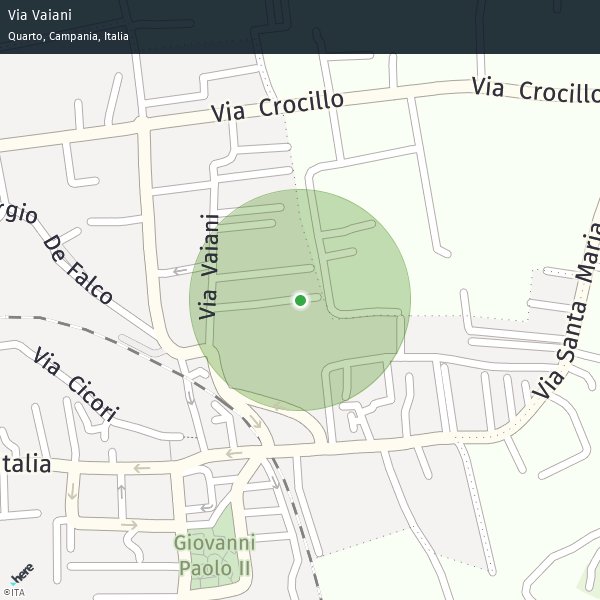 Via Vaiani
Quarto, Campania, Italia
Via Crocillo
Via Crocillo
rgio De Falco
Via Vaiani
Via Santa Maria
Via Cicori
talia
Giovanni
Paolo II
here
©ITA